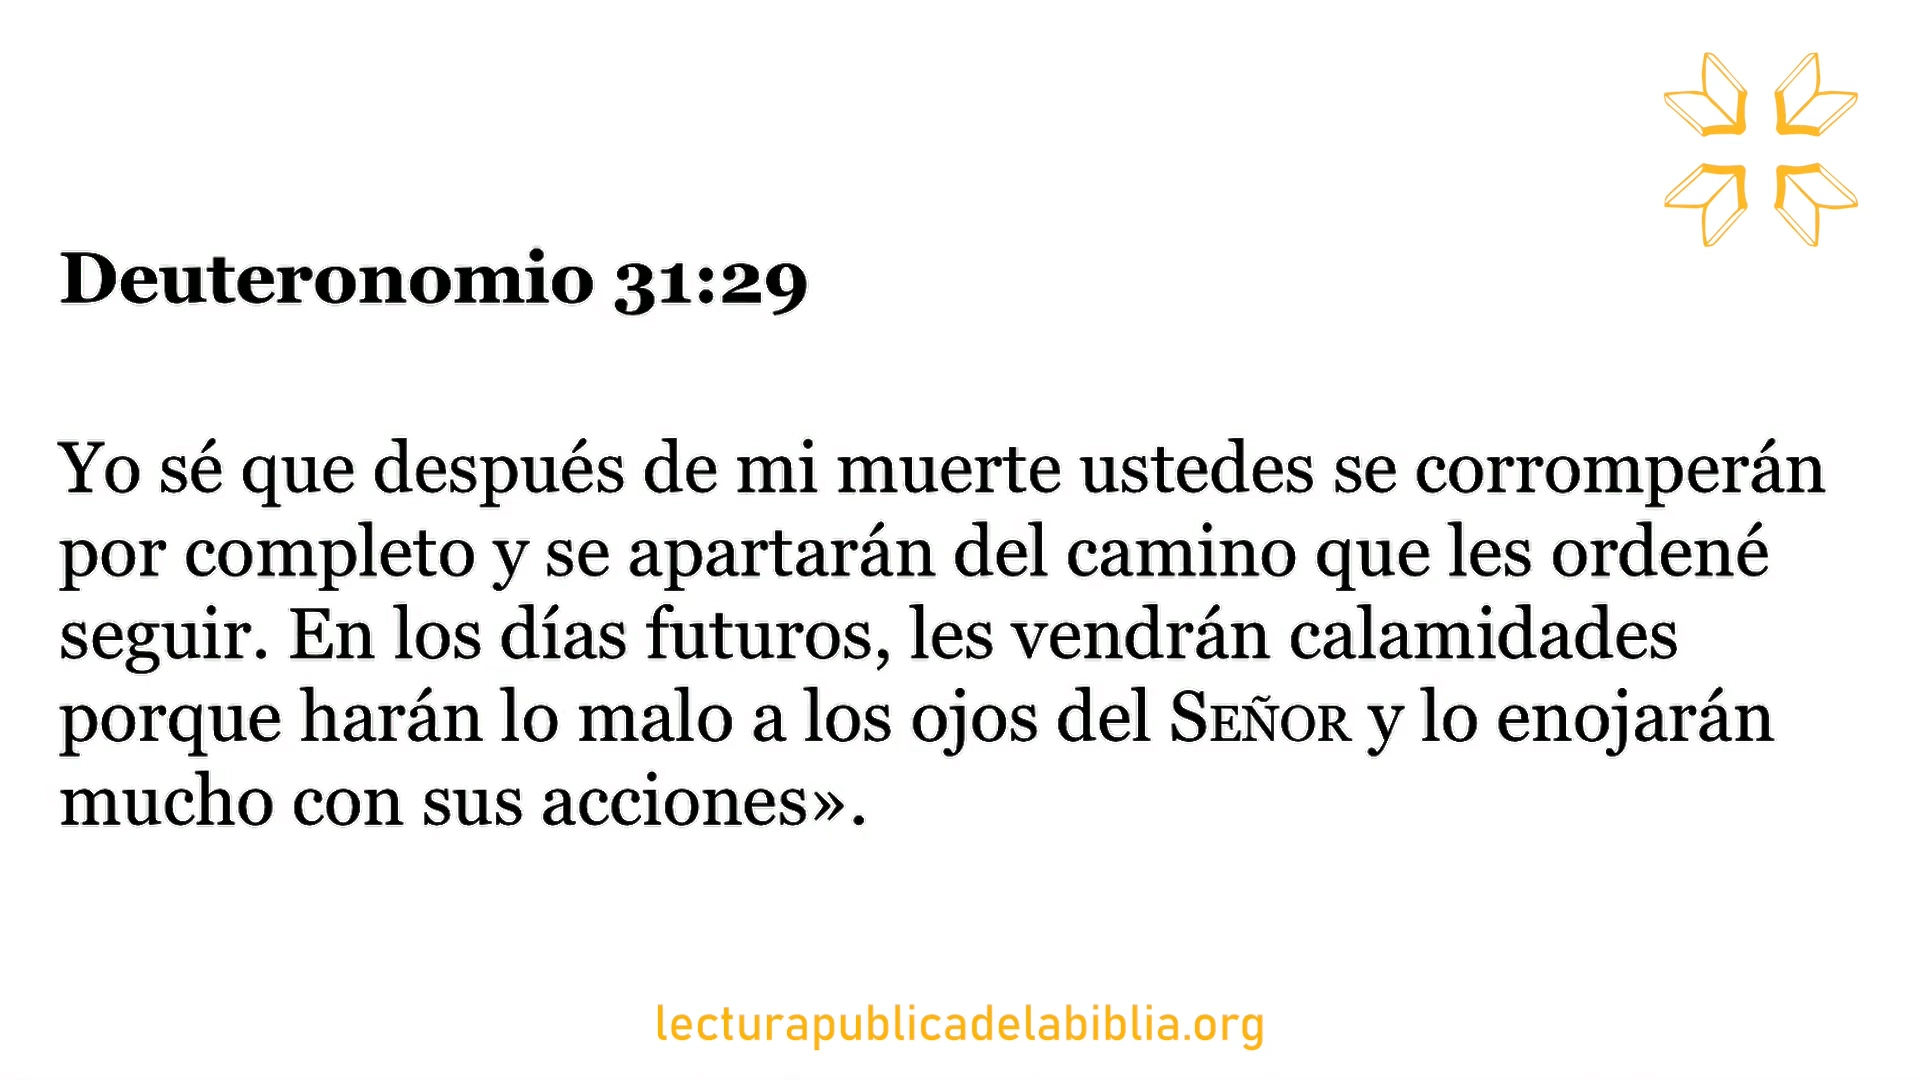 Deuteronomio 31:29
Yo sé que después de mi muerte ustedes se corromperán
por completo y se apartarán del camino que les ordené
seguir. En los días futuros, les vendrán calamidades
porque harán lo malo a los ojos del SEÑOR y lo enojarán
mucho con sus acciones».
lecturapublicadelabiblia.org